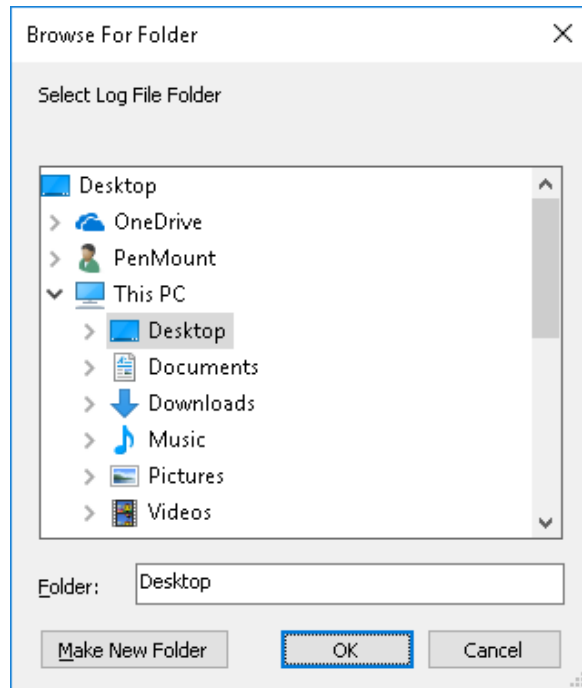 Browse For Folder
Select Log File Folder
Desktop
OneDrive
PenMount
This PC
Desktop
Documents
Downloads
Music
Pictures
Videos
Folder: Desktop
Make New Folder OK Cancel